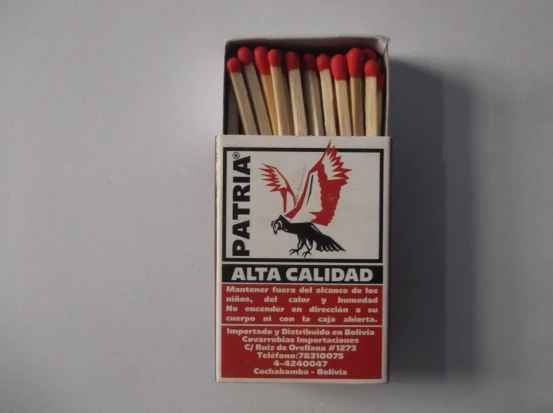 PATRIA®
ALTA CALIDAD
Mantener fuera del alcance de los
niños, del calor y humedad
No encender en dirección a su
cuerpo ni con la caja abierta.
Importado y Distribuido en Bolivia
Covarrubias Importaciones
C/ Ruiz de Orellana #1273
Teléfono:78310075
4-4240047
Cochabamba - Bolivia